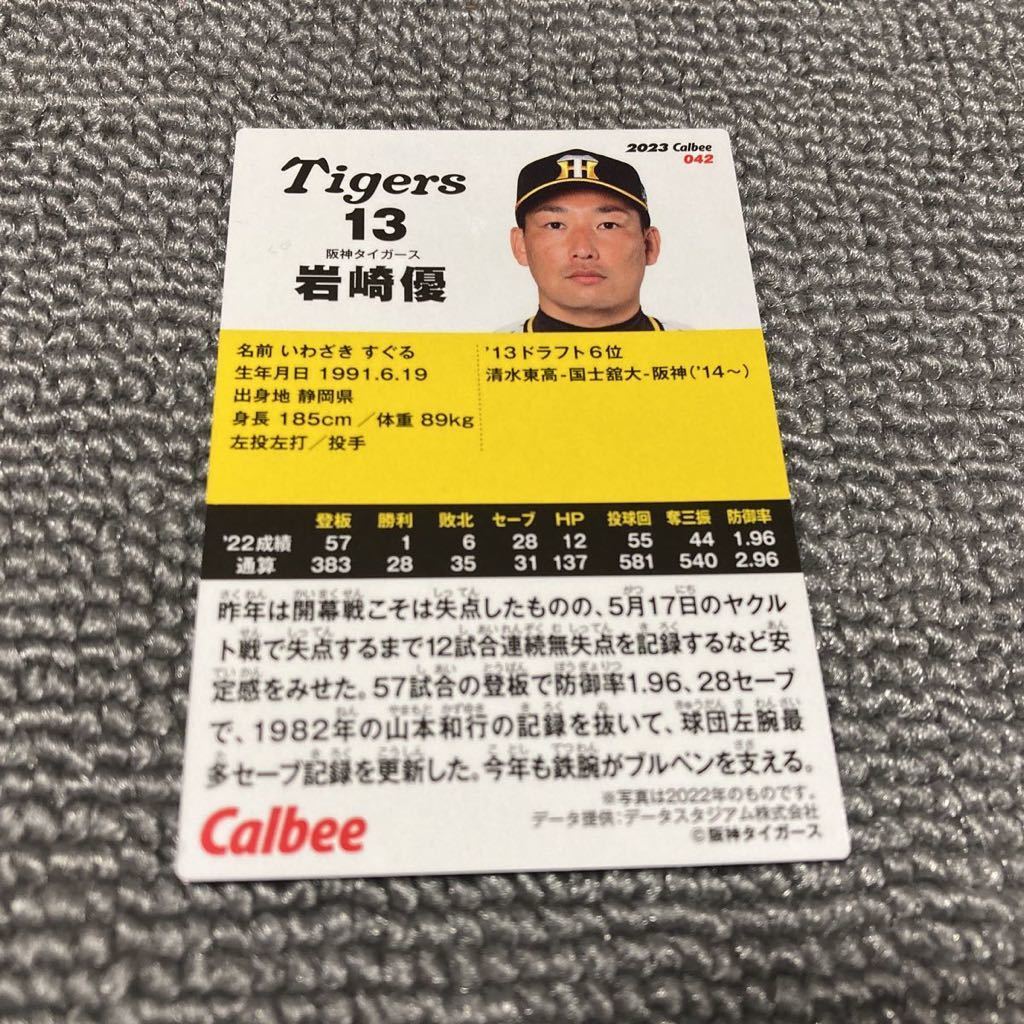 2023 Calbee
042
Tigers
13
阪神タイガース
岩崎優
名前 いわざき すぐる
生年月日 1991.6.19
出身地 静岡県
身長 185cm／体重 89kg
左投左打／投手
'13ドラフト6位
清水東高-国士舘大-阪神('14〜)
登板 勝利 敗北 セーブ HP 投球回 奪三振 防御率
'22成績 57 1 6 28 12 55 44 1.96
通算 383 28 35 31 137 581 540 2.96
昨年は開幕戦こそは失点したものの、5月17日のヤクル
ト戦で失点するまで12試合連続無失点を記録するなど安
定感をみせた。57試合の登板で防御率1.96、28セーブ
で、1982年の山本和行の記録を抜いて、球団左腕最
多セーブ記録を更新した。今年も鉄腕がブルペンを支える。
※写真は2022年のものです。
データ提供：データスタジアム株式会社
©阪神タイガース
Calbee
TH